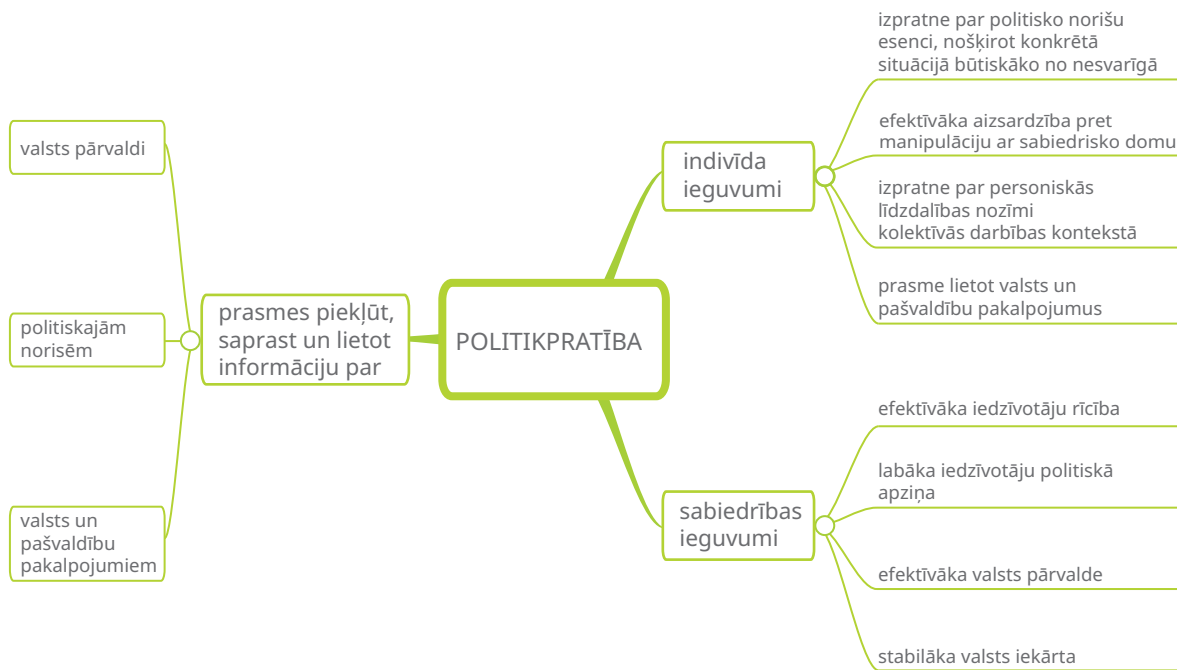 POLITIKPRATĪBA
prasmes piekļūt,
saprast un lietot
informāciju par
valsts pārvaldi
politiskajām
norisēm
valsts un
pašvaldību
pakalpojumiem
indivīda
ieguvumi
izpratne par politisko norišu
esenci, nošķirot konkrētā
situācijā būtiskāko no nesvarīgā
efektīvāka aizsardzība pret
manipulāciju ar sabiedrisko domu
izpratne par personiskās
līdzdalības nozīmi
kolektīvās darbības kontekstā
prasme lietot valsts un
pašvaldību pakalpojumus
sabiedrības
ieguvumi
efektīvāka iedzīvotāju rīcība
labāka iedzīvotāju politiskā
apziņa
efektīvāka valsts pārvalde
stabilāka valsts iekārta